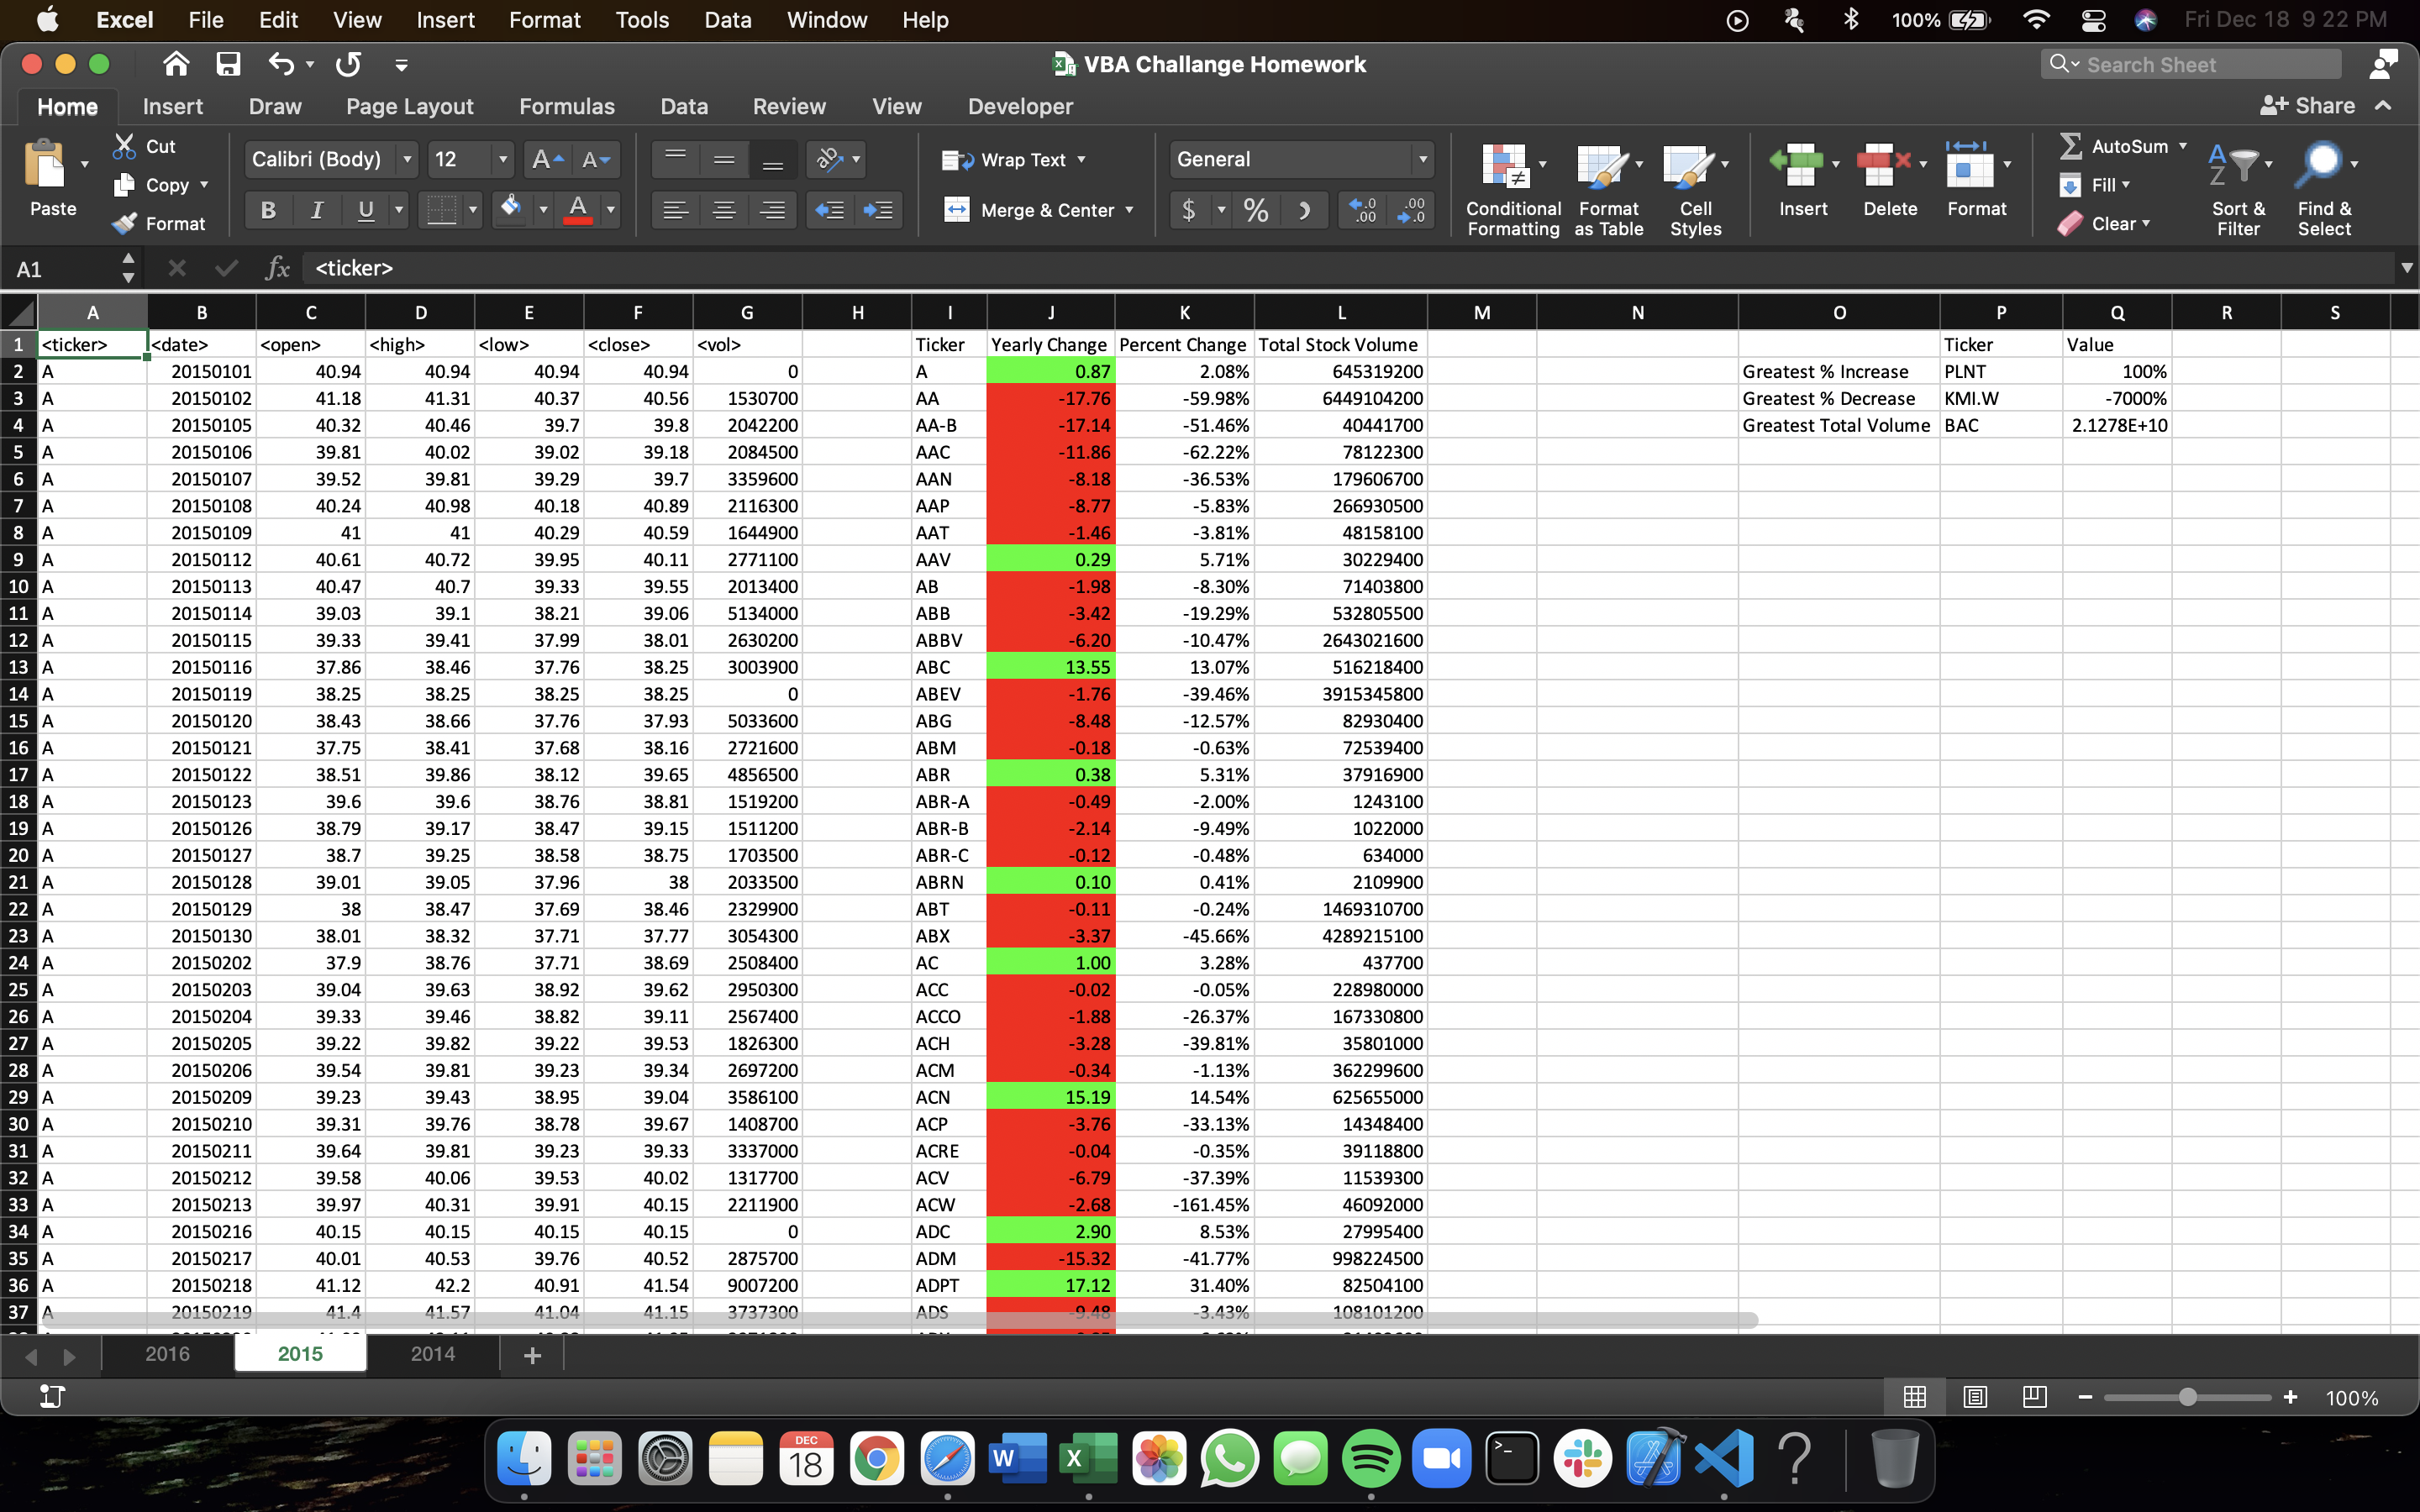 Excel File Edit View Insert Format Tools Data Window Help 100% Fri Dec 18 9 22 PM
VBA Challange Homework Search Sheet
Home Insert Draw Page Layout Formulas Data Review View Developer Share
Paste Cut Copy Format
Calibri (Body) 12 A A
B I U A
ab Wrap Text
Merge & Center
General
$ % .0 .00 .00 .0
Conditional Formatting Format as Table Cell Styles
Insert Delete Format
AutoSum Fill Clear
AZ Sort & Filter Find & Select
A1 fx <ticker>
A B C D E F G H I J K L M N O P Q R S
1 <ticker> <date> <open> <high> <low> <close> <vol> Ticker Yearly Change Percent Change Total Stock Volume Ticker Value
2 A 20150101 40.94 40.94 40.94 40.94 0 A 0.87 2.08% 645319200 Greatest % Increase PLNT 100%
3 A 20150102 41.18 41.31 40.37 40.56 1530700 AA -17.76 -59.98% 6449104200 Greatest % Decrease KMI.W -7000%
4 A 20150105 40.32 40.46 39.7 39.8 2042200 AA-B -17.14 -51.46% 40441700 Greatest Total Volume BAC 2.1278E+10
5 A 20150106 39.81 40.02 39.02 39.18 2084500 AAC -11.86 -62.22% 78122300
6 A 20150107 39.52 39.81 39.29 39.7 3359600 AAN -8.18 -36.53% 179606700
7 A 20150108 40.24 40.98 40.18 40.89 2116300 AAP -8.77 -5.83% 266930500
8 A 20150109 41 41 40.29 40.59 1644900 AAT -1.46 -3.81% 48158100
9 A 20150112 40.61 40.72 39.95 40.11 2771100 AAV 0.29 5.71% 30229400
10 A 20150113 40.47 40.7 39.33 39.55 2013400 AB -1.98 -8.30% 71403800
11 A 20150114 39.03 39.1 38.21 39.06 5134000 ABB -3.42 -19.29% 532805500
12 A 20150115 39.33 39.41 37.99 38.01 2630200 ABBV -6.20 -10.47% 2643021600
13 A 20150116 37.86 38.46 37.76 38.25 3003900 ABC 13.55 13.07% 516218400
14 A 20150119 38.25 38.25 38.25 38.25 0 ABEV -1.76 -39.46% 3915345800
15 A 20150120 38.43 38.66 37.76 37.93 5033600 ABG -8.48 -12.57% 82930400
16 A 20150121 37.75 38.41 37.68 38.16 2721600 ABM -0.18 -0.63% 72539400
17 A 20150122 38.51 39.86 38.12 39.65 4856500 ABR 0.38 5.31% 37916900
18 A 20150123 39.6 39.6 38.76 38.81 1519200 ABR-A -0.49 -2.00% 1243100
19 A 20150126 38.79 39.17 38.47 39.15 1511200 ABR-B -2.14 -9.49% 1022000
20 A 20150127 38.7 39.25 38.58 38.75 1703500 ABR-C -0.12 -0.48% 634000
21 A 20150128 39.01 39.05 37.96 38 2033500 ABRN 0.10 0.41% 2109900
22 A 20150129 38 38.47 37.69 38.46 2329900 ABT -0.11 -0.24% 1469310700
23 A 20150130 38.01 38.32 37.71 37.77 3054300 ABX -3.37 -45.66% 4289215100
24 A 20150202 37.9 38.76 37.71 38.69 2508400 AC 1.00 3.28% 437700
25 A 20150203 39.04 39.63 38.92 39.62 2950300 ACC -0.02 -0.05% 228980000
26 A 20150204 39.33 39.46 38.82 39.11 2567400 ACCO -1.88 -26.37% 167330800
27 A 20150205 39.22 39.82 39.22 39.53 1826300 ACH -3.28 -39.81% 35801000
28 A 20150206 39.54 39.81 39.23 39.34 2697200 ACM -0.34 -1.13% 362299600
29 A 20150209 39.23 39.43 38.95 39.04 3586100 ACN 15.19 14.54% 625655000
30 A 20150210 39.31 39.76 38.78 39.67 1408700 ACP -3.76 -33.13% 14348400
31 A 20150211 39.64 39.81 39.23 39.33 3337000 ACRE -0.04 -0.35% 39118800
32 A 20150212 39.58 40.06 39.53 40.02 1317700 ACV -6.79 -37.39% 11539300
33 A 20150213 39.97 40.31 39.91 40.15 2211900 ACW -2.68 -161.45% 46092000
34 A 20150216 40.15 40.15 40.15 40.15 0 ADC 2.90 8.53% 27995400
35 A 20150217 40.01 40.53 39.76 40.52 2875700 ADM -15.32 -41.77% 998224500
36 A 20150218 41.12 42.2 40.91 41.54 9007200 ADPT 17.12 31.40% 82504100
37 A 20150219 41.4 41.57 41.04 41.15 3737300 ADS -9.48 -3.43% 108101200
2016 2015 2014 +
100%
DEC 18 W X ?